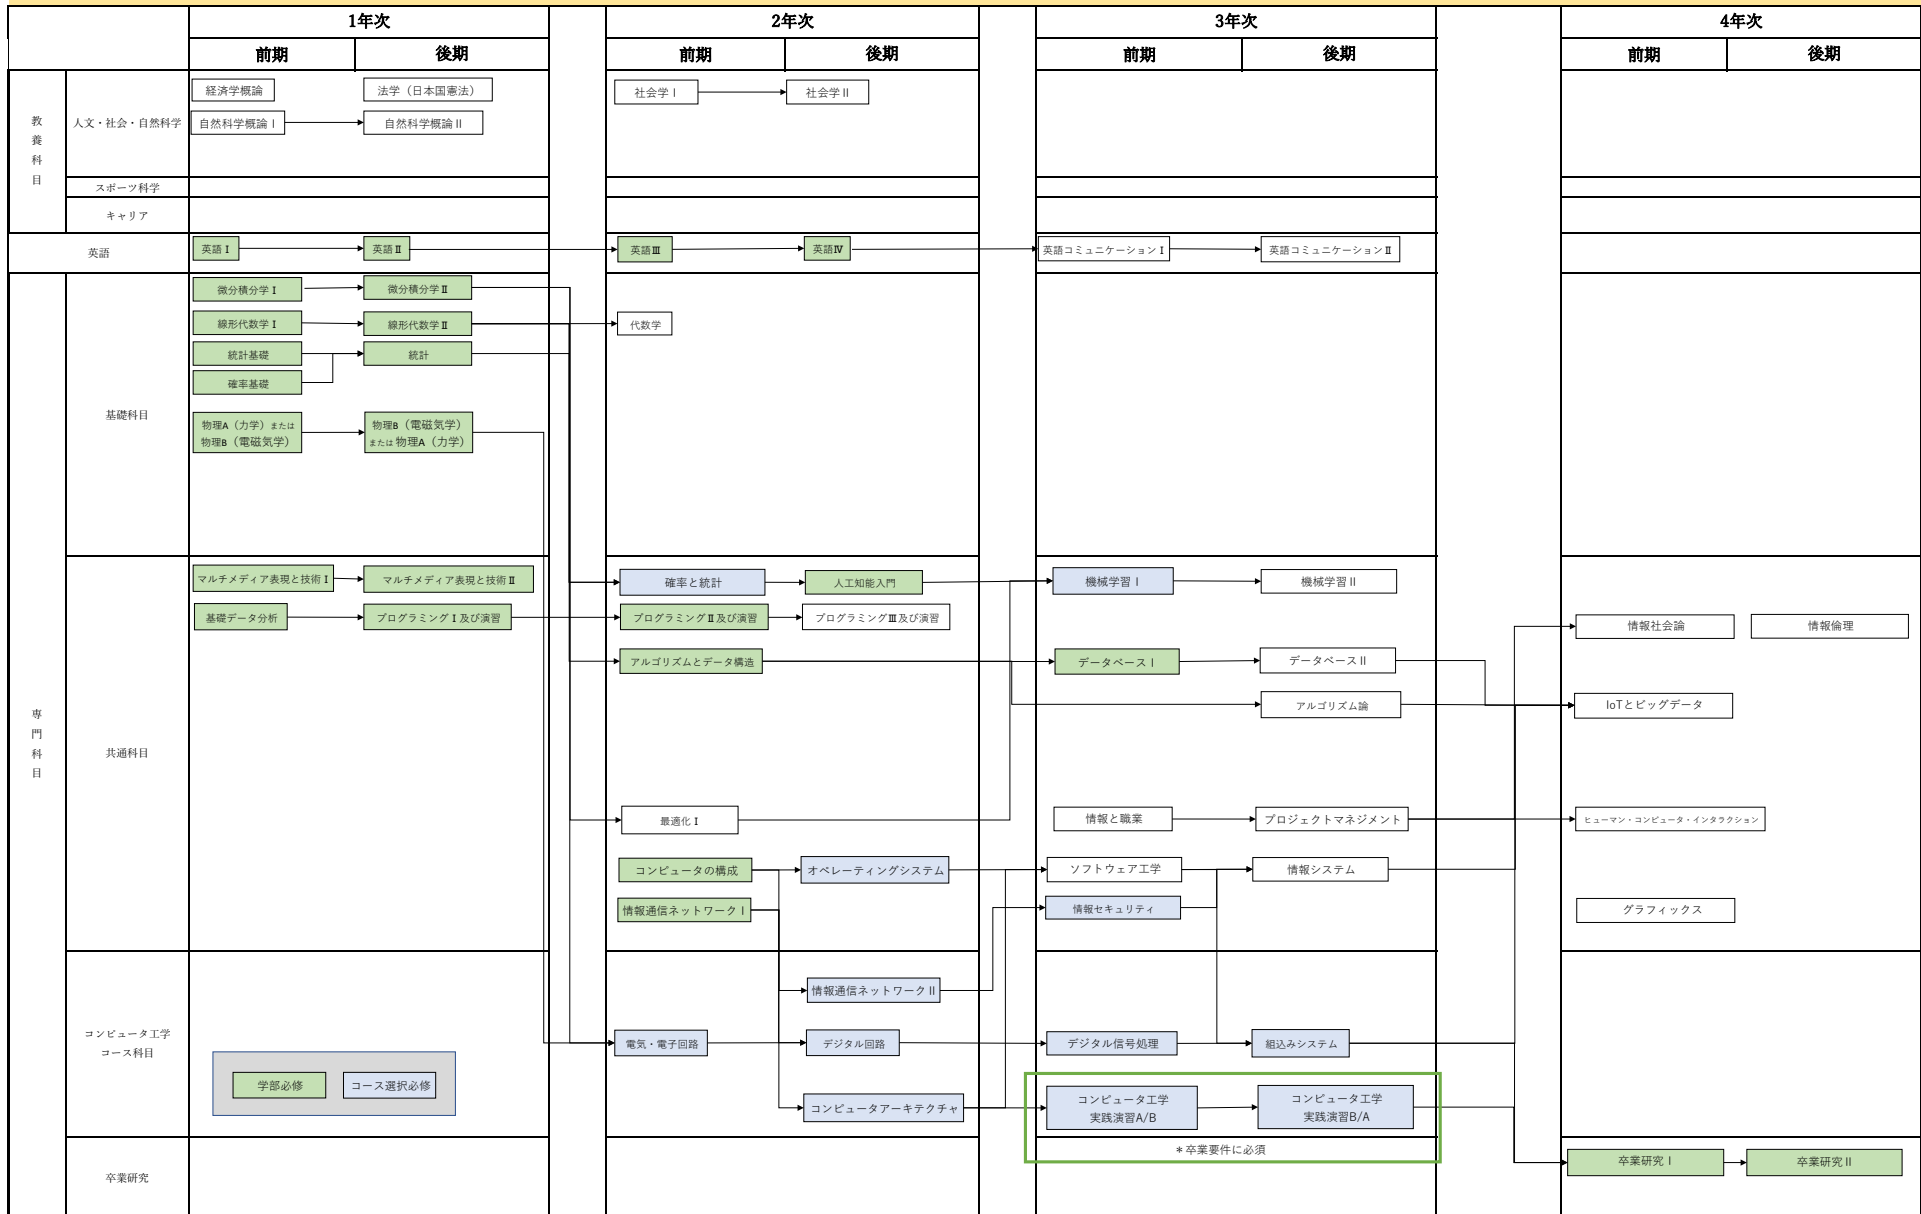 1年次
2年次
3年次
4年次
前期
後期
前期
後期
前期
後期
前期
後期
教養科目
人文・社会・自然科学
経済学概論
法学（日本国憲法）
社会学Ⅰ
社会学Ⅱ
自然科学概論Ⅰ
自然科学概論Ⅱ
スポーツ科学
キャリア
英語
英語Ⅰ
英語Ⅱ
英語Ⅲ
英語Ⅳ
英語コミュニケーションⅠ
英語コミュニケーションⅡ
専門科目
基礎科目
微分積分学Ⅰ
微分積分学Ⅱ
線形代数学Ⅰ
線形代数学Ⅱ
代数学
統計基礎
統計
確率基礎
物理A（力学）または
物理B（電磁気学）
物理B（電磁気学）
または物理A（力学）
共通科目
マルチメディア表現と技術Ⅰ
マルチメディア表現と技術Ⅱ
確率と統計
人工知能入門
機械学習Ⅰ
機械学習Ⅱ
基礎データ分析
プログラミングⅠ及び演習
プログラミングⅡ及び演習
プログラミングⅢ及び演習
情報社会論
情報倫理
アルゴリズムとデータ構造
データベースⅠ
データベースⅡ
アルゴリズム論
IoTとビッグデータ
最適化Ⅰ
情報と職業
プロジェクトマネジメント
ヒューマン・コンピュータ・インタラクション
コンピュータの構成
オペレーティングシステム
ソフトウェア工学
情報システム
情報通信ネットワークⅠ
情報セキュリティ
グラフィックス
コンピュータ工学
コース科目
情報通信ネットワークⅡ
電気・電子回路
デジタル回路
デジタル信号処理
組込みシステム
学部必修
コース選択必修
コンピュータアーキテクチャ
コンピュータ工学
実践演習A/B
コンピュータ工学
実践演習B/A
＊卒業要件に必須
卒業研究
卒業研究Ⅰ
卒業研究Ⅱ